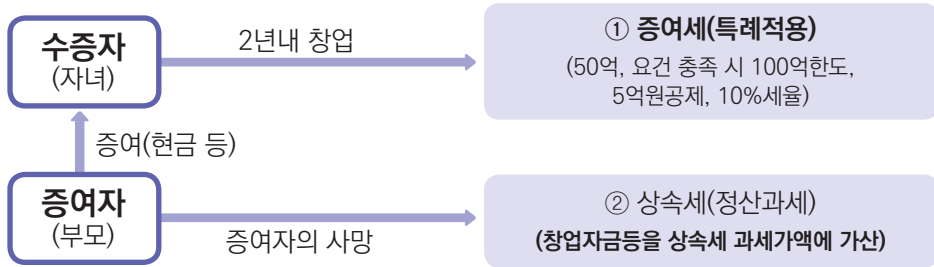 수증자
(자녀)
2년내 창업
① 증여세(특례적용)
(50억, 요건 충족 시 100억한도,
5억원공제, 10%세율)
증여(현금 등)
증여자
(부모)
증여자의 사망
② 상속세(정산과세)
(창업자금등을 상속세 과세가액에 가산)